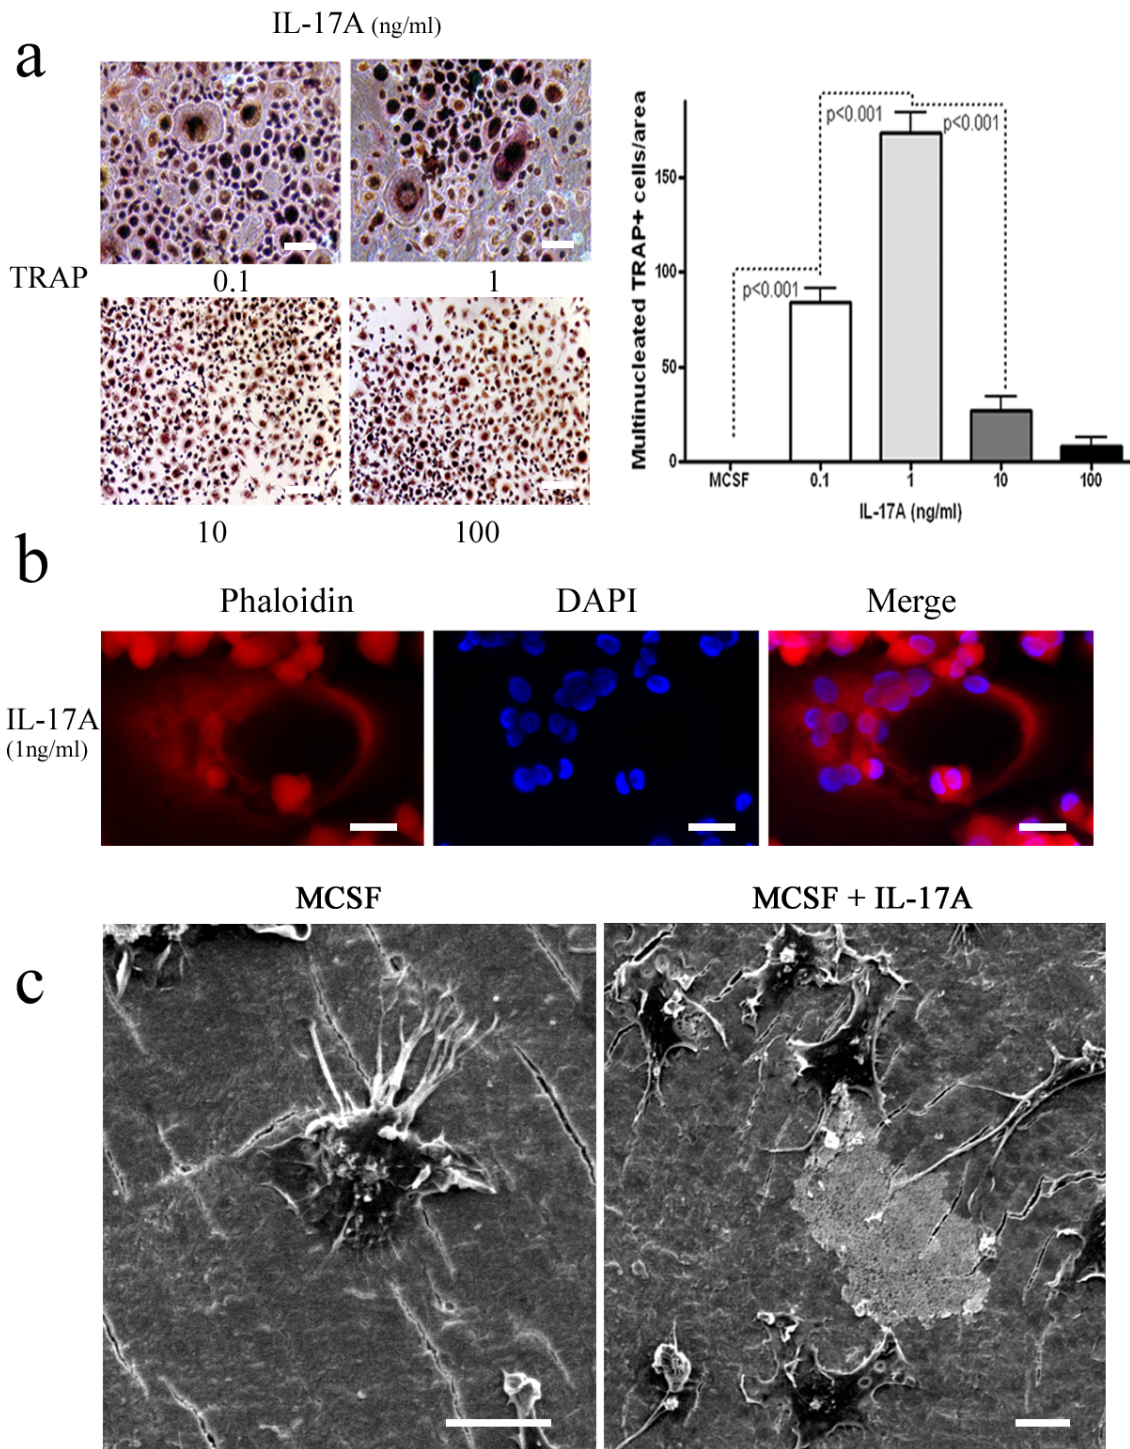 IL-17A (ng/ml)
a
TRAP
0.1
1
10
100
Multinucleated TRAP+ cells/area
150
100
50
0
p<0.001
p<0.001
p<0.001
MCSF
0.1
1
10
100
IL-17A (ng/ml)
b
Phaloidin
DAPI
Merge
IL-17A
(1ng/ml)
MCSF
MCSF + IL-17A
c